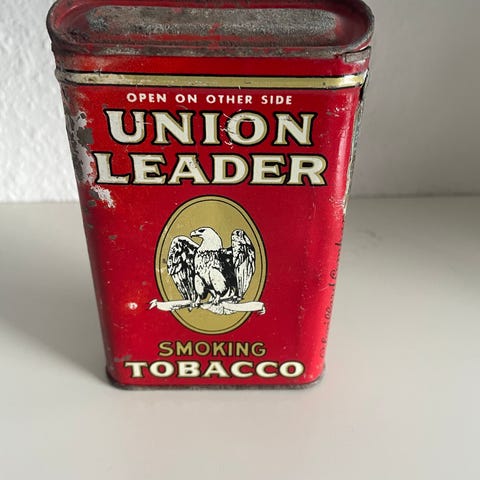 OPEN ON OTHER SIDE
UNION
LEADER
SMOKING
TOBACCO